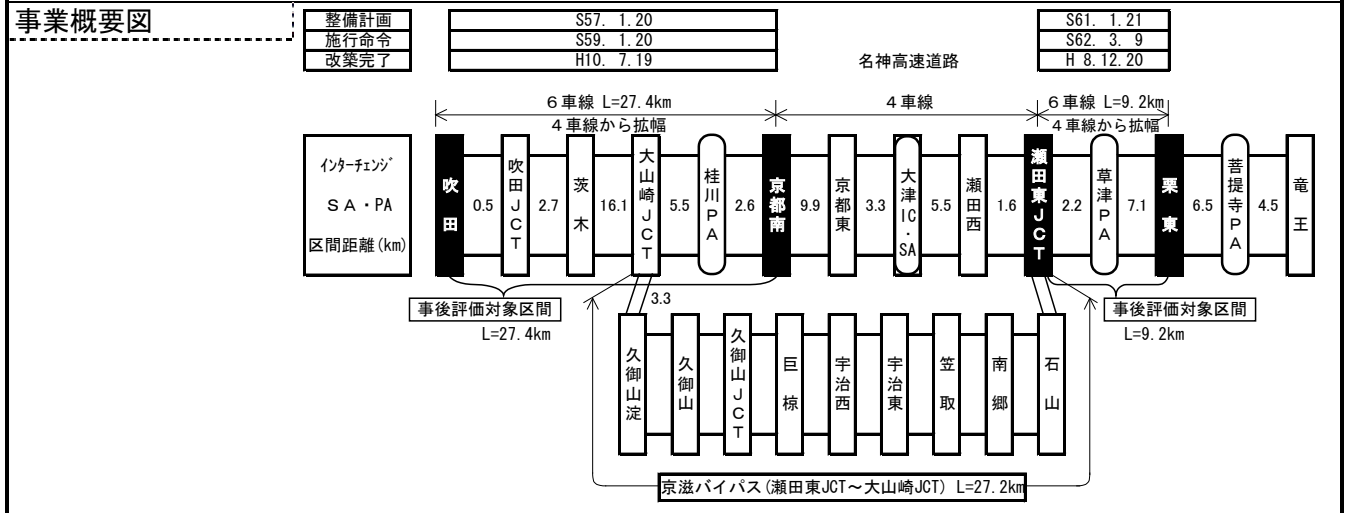 事業概要図
整備計画 S57. 1.20 S61. 1.21
施行命令 S59. 1.20 S62. 3. 9
改築完了 H10. 7.19 名神高速道路 H 8.12.20
６車線 L=27.4km ４車線 ６車線 L=9.2km
４車線から拡幅 ４車線から拡幅
ｲﾝﾀｰﾁｪﾝｼﾞ
ＳＡ・ＰＡ
区間距離(km)
吹田
0.5
吹田ＪＣＴ
2.7
茨木
16.1
大山崎ＪＣＴ
5.5
桂川ＰＡ
2.6
京都南
9.9
京都東
3.3
大津IC・SA
5.5
瀬田西
1.6
瀬田東ＪＣＴ
2.2
草津ＰＡ
7.1
栗東
6.5
菩提寺ＰＡ
4.5
竜王
事後評価対象区間 3.3 事後評価対象区間
L=27.4km L=9.2km
久御山淀
久御山
久御山ＪＣＴ
巨椋
宇治西
宇治東
笠取
南郷
石山
京滋バイパス(瀬田東JCT～大山崎JCT) L=27.2km